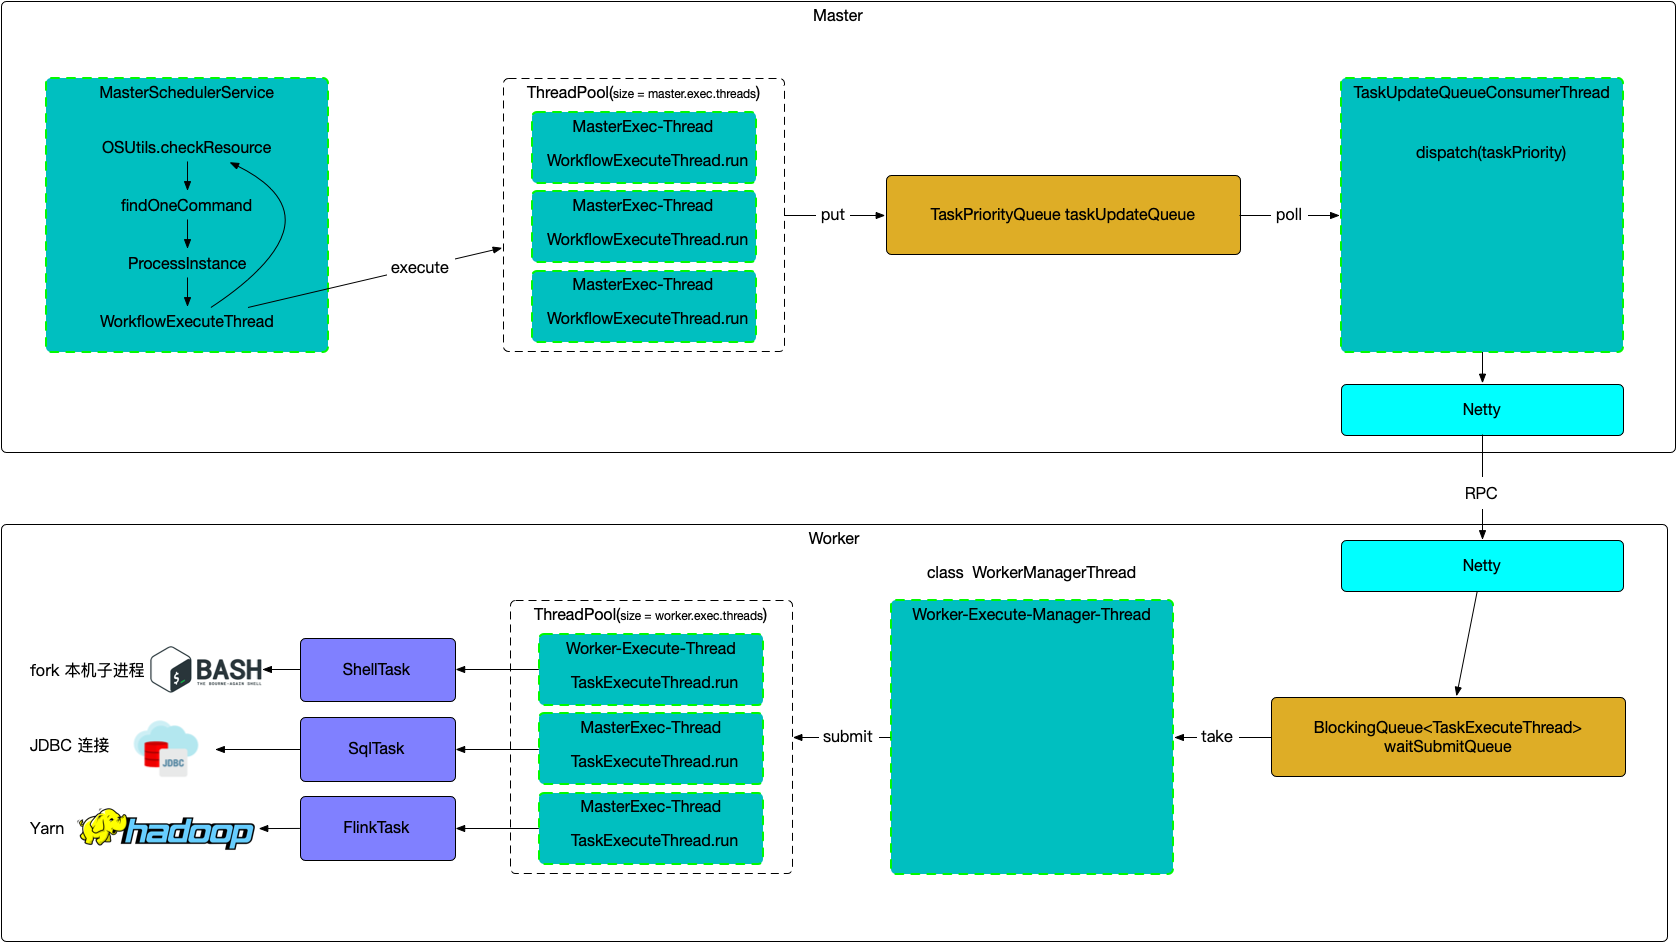 Master
MasterSchedulerService
OSUtils.checkResource
findOneCommand
ProcessInstance
WorkflowExecuteThread
execute
ThreadPool(size = master.exec.threads)
MasterExec-Thread
WorkflowExecuteThread.run
MasterExec-Thread
WorkflowExecuteThread.run
MasterExec-Thread
WorkflowExecuteThread.run
put
TaskPriorityQueue taskUpdateQueue
poll
TaskUpdateQueueConsumerThread
dispatch(taskPriority)
Netty
RPC
Worker
Netty
class WorkerManagerThread
Worker-Execute-Manager-Thread
BlockingQueue<TaskExecuteThread>
waitSubmitQueue
take
submit
ThreadPool(size = worker.exec.threads)
Worker-Execute-Thread
TaskExecuteThread.run
MasterExec-Thread
TaskExecuteThread.run
MasterExec-Thread
TaskExecuteThread.run
ShellTask
SqlTask
FlinkTask
fork 本机子进程
$_
BASH
THE BOURNE-AGAIN SHELL
JDBC 连接
JDBC
Yarn
hadoop